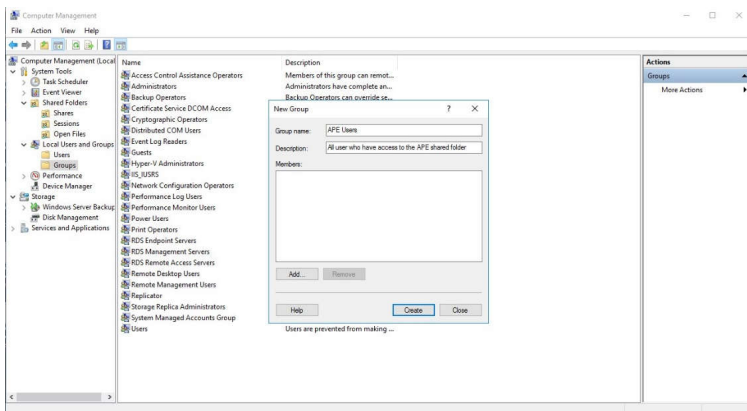 Computer Management
File Action View Help
Computer Management (Local
System Tools
Task Scheduler
Event Viewer
Shared Folders
Shares
Sessions
Open Files
Local Users and Groups
Users
Groups
Performance
Device Manager
Storage
Windows Server Backup
Disk Management
Services and Applications
Name Description
Access Control Assistance Operators Members of this group can remot...
Administrators Administrators have complete an...
Backup Operators Backup Operators can override se...
Certificate Service DCOM Access
Cryptographic Operators
Distributed COM Users
Event Log Readers
Guests
Hyper-V Administrators
IIS_IUSRS
Network Configuration Operators
Performance Log Users
Performance Monitor Users
Power Users
Print Operators
RDS Endpoint Servers
RDS Management Servers
RDS Remote Access Servers
Remote Desktop Users
Remote Management Users
Replicator
Storage Replica Administrators
System Managed Accounts Group
Users Users are prevented from making ...
New Group ? X
Group name: APE Users
Description: All user who have access to the APE shared folder
Members:
Add... Remove
Help Create Close
Actions
Groups
More Actions